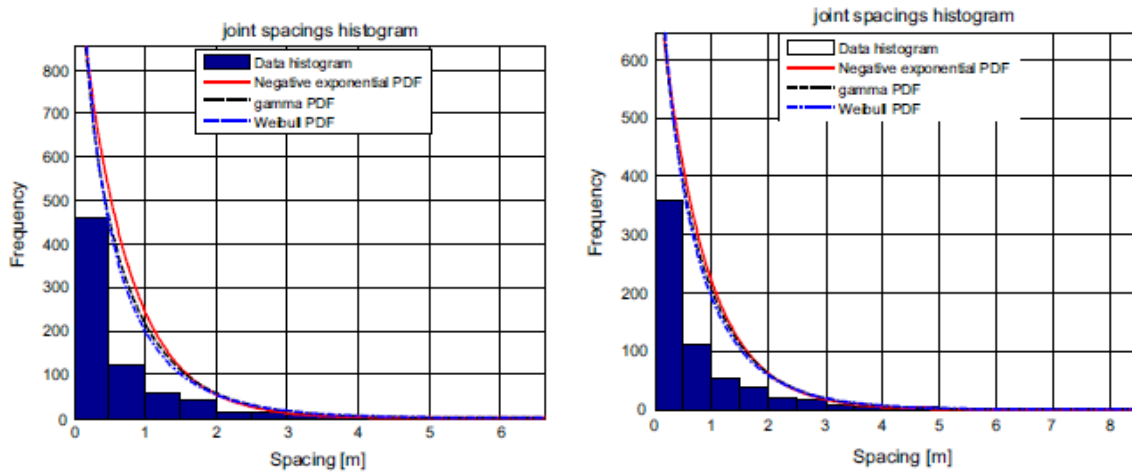 joint spacings histogram
Data histogram
Negative exponential PDF
gamma PDF
Weibull PDF
800
700
600
500
400
300
200
100
0
Frequency
0 1 2 3 4 5 6
Spacing [m]
joint spacings histogram
Data histogram
Negative exponential PDF
gamma PDF
Weibull PDF
600
500
400
300
200
100
0
Frequency
0 1 2 3 4 5 6 7 8
Spacing [m]